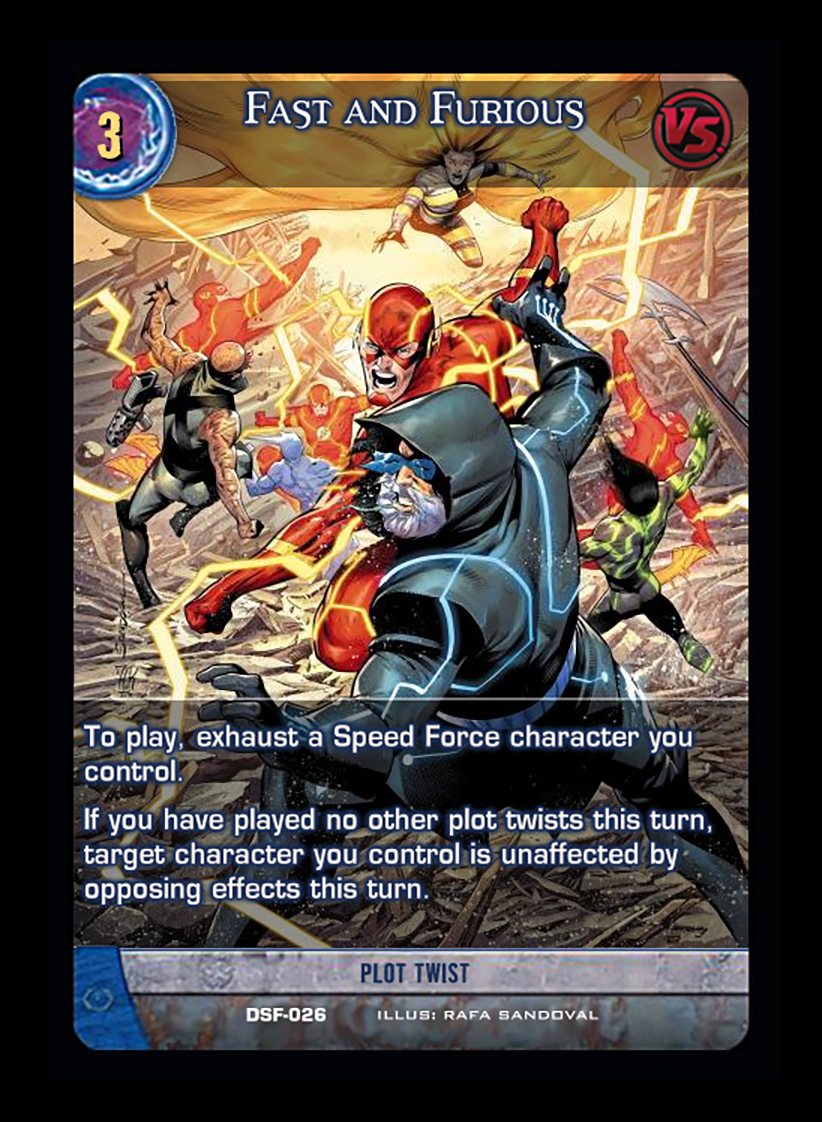 3
Fast and Furious
VS.
To play, exhaust a Speed Force character you
control.
If you have played no other plot twists this turn,
target character you control is unaffected by
opposing effects this turn.
PLOT TWIST
DSF-026 ILLUS: RAFA SANDOVAL